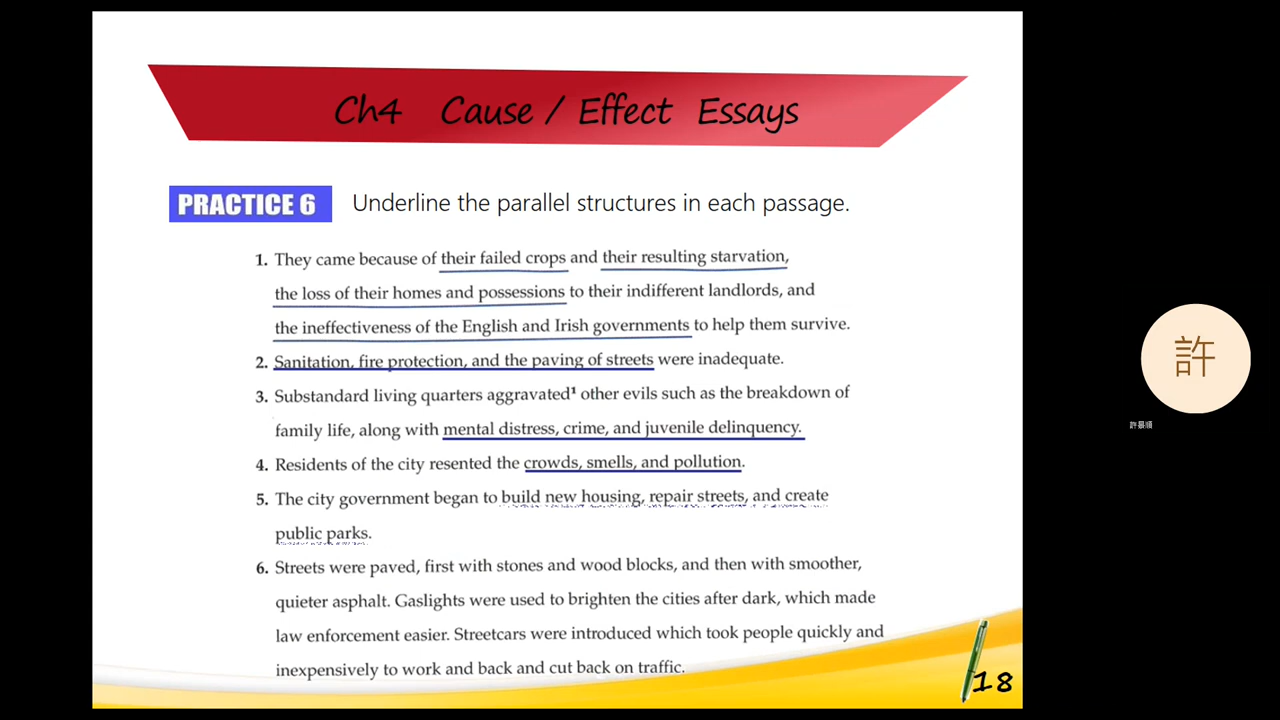 Ch4 Cause / Effect Essays
PRACTICE 6 Underline the parallel structures in each passage.
1. They came because of their failed crops and their resulting starvation,
the loss of their homes and possessions to their indifferent landlords, and
the ineffectiveness of the English and Irish governments to help them survive.
2. Sanitation, fire protection, and the paving of streets were inadequate.
3. Substandard living quarters aggravated¹ other evils such as the breakdown of
family life, along with mental distress, crime, and juvenile delinquency.
4. Residents of the city resented the crowds, smells, and pollution.
5. The city government began to build new housing, repair streets, and create
public parks.
6. Streets were paved, first with stones and wood blocks, and then with smoother,
quieter asphalt. Gaslights were used to brighten the cities after dark, which made
law enforcement easier. Streetcars were introduced which took people quickly and
inexpensively to work and back and cut back on traffic.
18
許
許景順